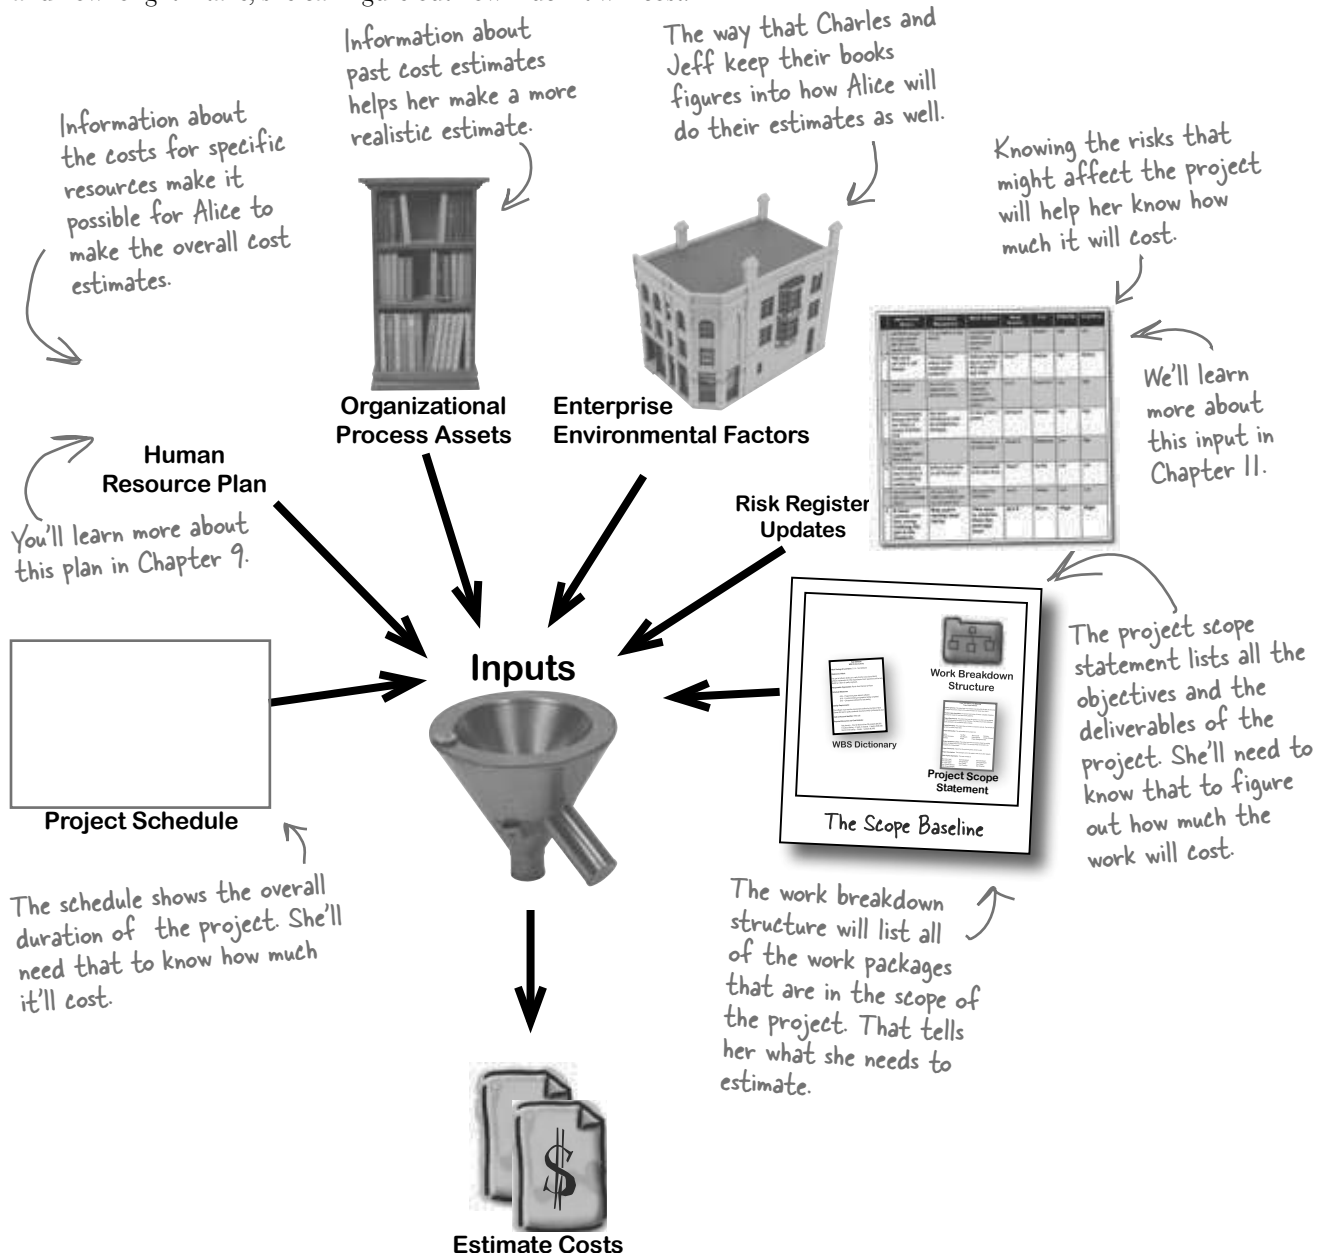 Information about
past cost estimates
helps her make a more
realistic estimate.
The way that Charles and
Jeff keep their books
figures into how Alice will
do their estimates as well.
Information about
the costs for specific
resources make it
possible for Alice to
make the overall cost
estimates.
Knowing the risks that
might affect the project
will help her know how
much it will cost.
We'll learn
more about
this input in
Chapter 11.
Organizational
Process Assets
Enterprise
Environmental Factors
Human
Resource Plan
Risk Register
Updates
You'll learn more about
this plan in Chapter 9.
Inputs
Project Schedule
Work Breakdown
Structure
WBS Dictionary
Project Scope
Statement
The Scope Baseline
The project scope
statement lists all the
objectives and the
deliverables of the
project. She'll need to
know that to figure
out how much the
work will cost.
The schedule shows the overall
duration of the project. She'll
need that to know how much
it'll cost.
The work breakdown
structure will list all
of the work packages
that are in the scope of
the project. That tells
her what she needs to
estimate.
$
Estimate Costs